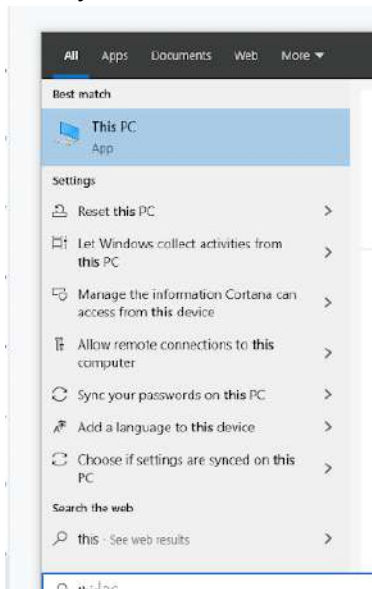 All Apps Documents Web More
Best match
This PC
App
Settings
Reset this PC
Let Windows collect activities from
this PC
Manage the information Cortana can
access from this device
Allow remote connections to this
computer
Sync your passwords on this PC
Add a language to this device
Choose if settings are synced on this
PC
Search the web
this - See web results